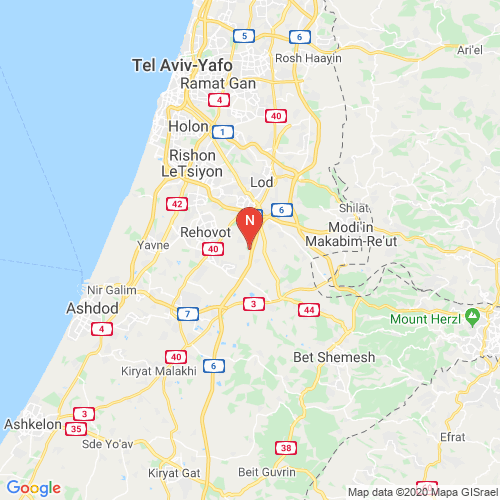 5
6
Ari'el
Rosh Haayin
Tel Aviv-Yafo
Ramat Gan
4
40
Holon
1
Rishon
LeTsiyon
Lod
42
6
Shilat
N
Rehovot
Modi'in
Makabim-Re'ut
Yavne
40
Nir Galim
Ashdod
3
44
7
4
Mount Herzl
40
Bet Shemesh
Kiryat Malakhi
6
3
Ashkelon
35
Sde Yo'av
Efrat
38
Kiryat Gat
Beit Guvrin
Google
Map data ©2020 Mapa GISrael